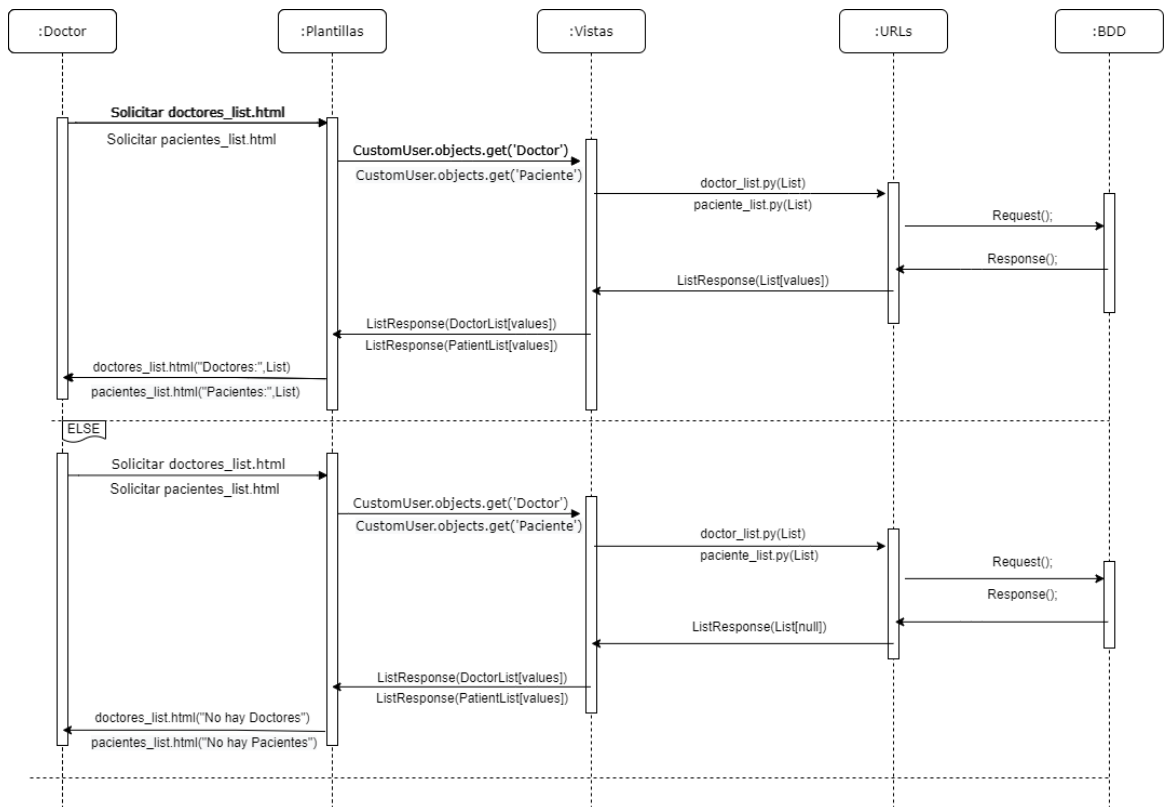 :Doctor
:Plantillas
:Vistas
:URLs
:BDD
Solicitar doctores_list.html
Solicitar pacientes_list.html
CustomUser.objects.get('Doctor')
CustomUser.objects.get('Paciente')
doctor_list.py(List)
paciente_list.py(List)
Request();
Response();
ListResponse(List[values])
ListResponse(DoctorList[values])
ListResponse(PatientList[values])
doctores_list.html("Doctores:",List)
pacientes_list.html("Pacientes:",List)
ELSE
Solicitar doctores_list.html
Solicitar pacientes_list.html
CustomUser.objects.get('Doctor')
CustomUser.objects.get('Paciente')
doctor_list.py(List)
paciente_list.py(List)
Request();
Response();
ListResponse(List[null])
ListResponse(DoctorList[values])
ListResponse(PatientList[values])
doctores_list.html("No hay Doctores")
pacientes_list.html("No hay Pacientes")